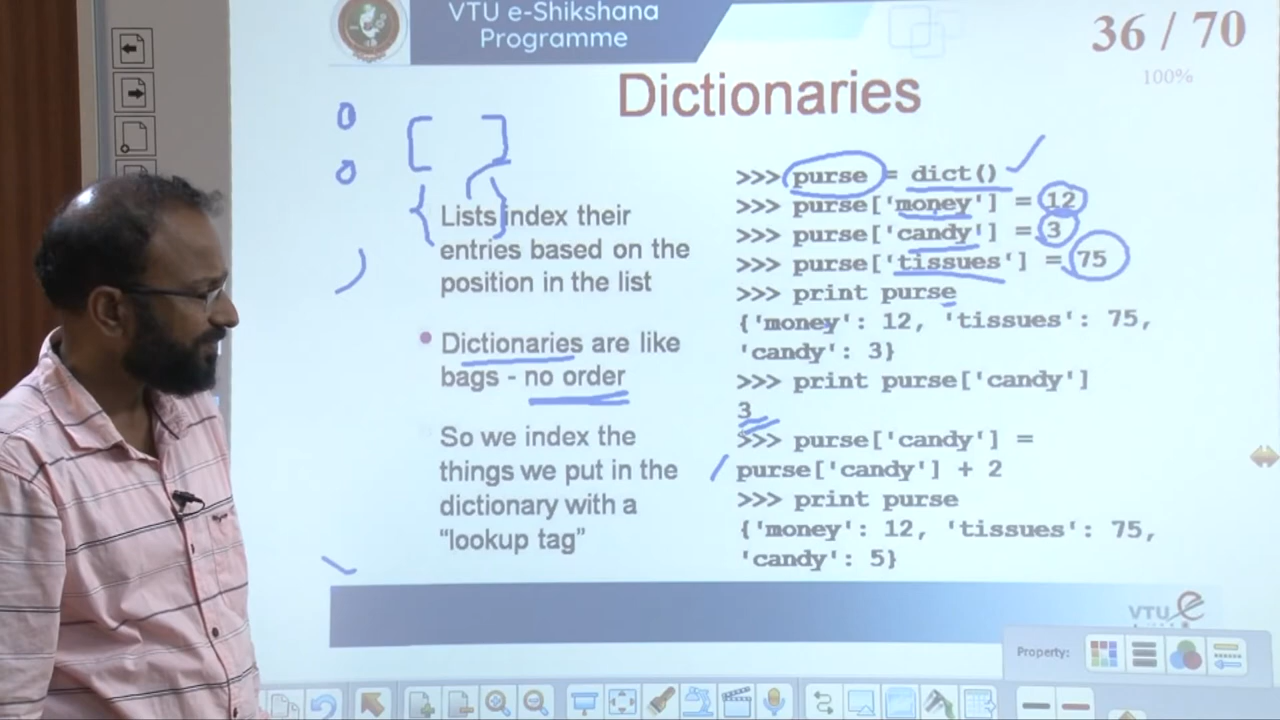 VTU e-Shikshana
Programme
36 / 70
100%
Dictionaries
Lists index their
entries based on the
position in the list
• Dictionaries are like
bags - no order
So we index the
things we put in the
dictionary with a
“lookup tag”
>>> purse = dict()
>>> purse['money'] = 12
>>> purse['candy'] = 3
>>> purse['tissues'] = 75
>>> print purse
{'money': 12, 'tissues': 75,
'candy': 3}
>>> print purse['candy']
3
>>> purse['candy'] =
purse['candy'] + 2
>>> print purse
{'money': 12, 'tissues': 75,
'candy': 5}
VTU e
Property: